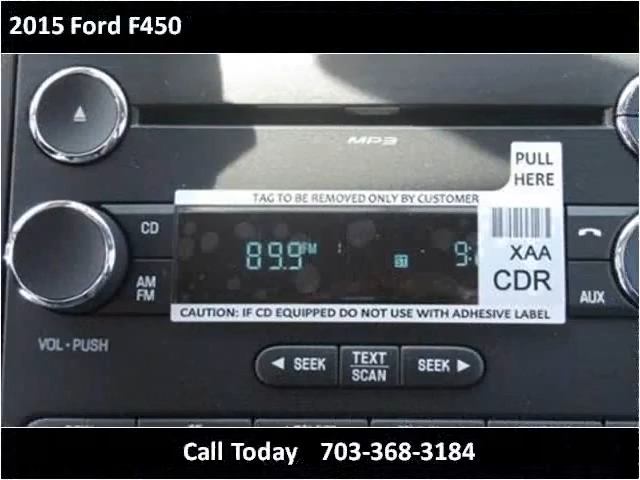 2015 Ford F450
MP3
PULL
HERE
TAG TO BE REMOVED ONLY BY CUSTOMER
CD
89.9 FM
ST
9:
XAA
CDR
AM
FM
AUX
CAUTION: IF CD EQUIPPED DO NOT USE WITH ADHESIVE LABEL
VOL • PUSH
SEEK
TEXT
SCAN
SEEK
Call Today 703-368-3184